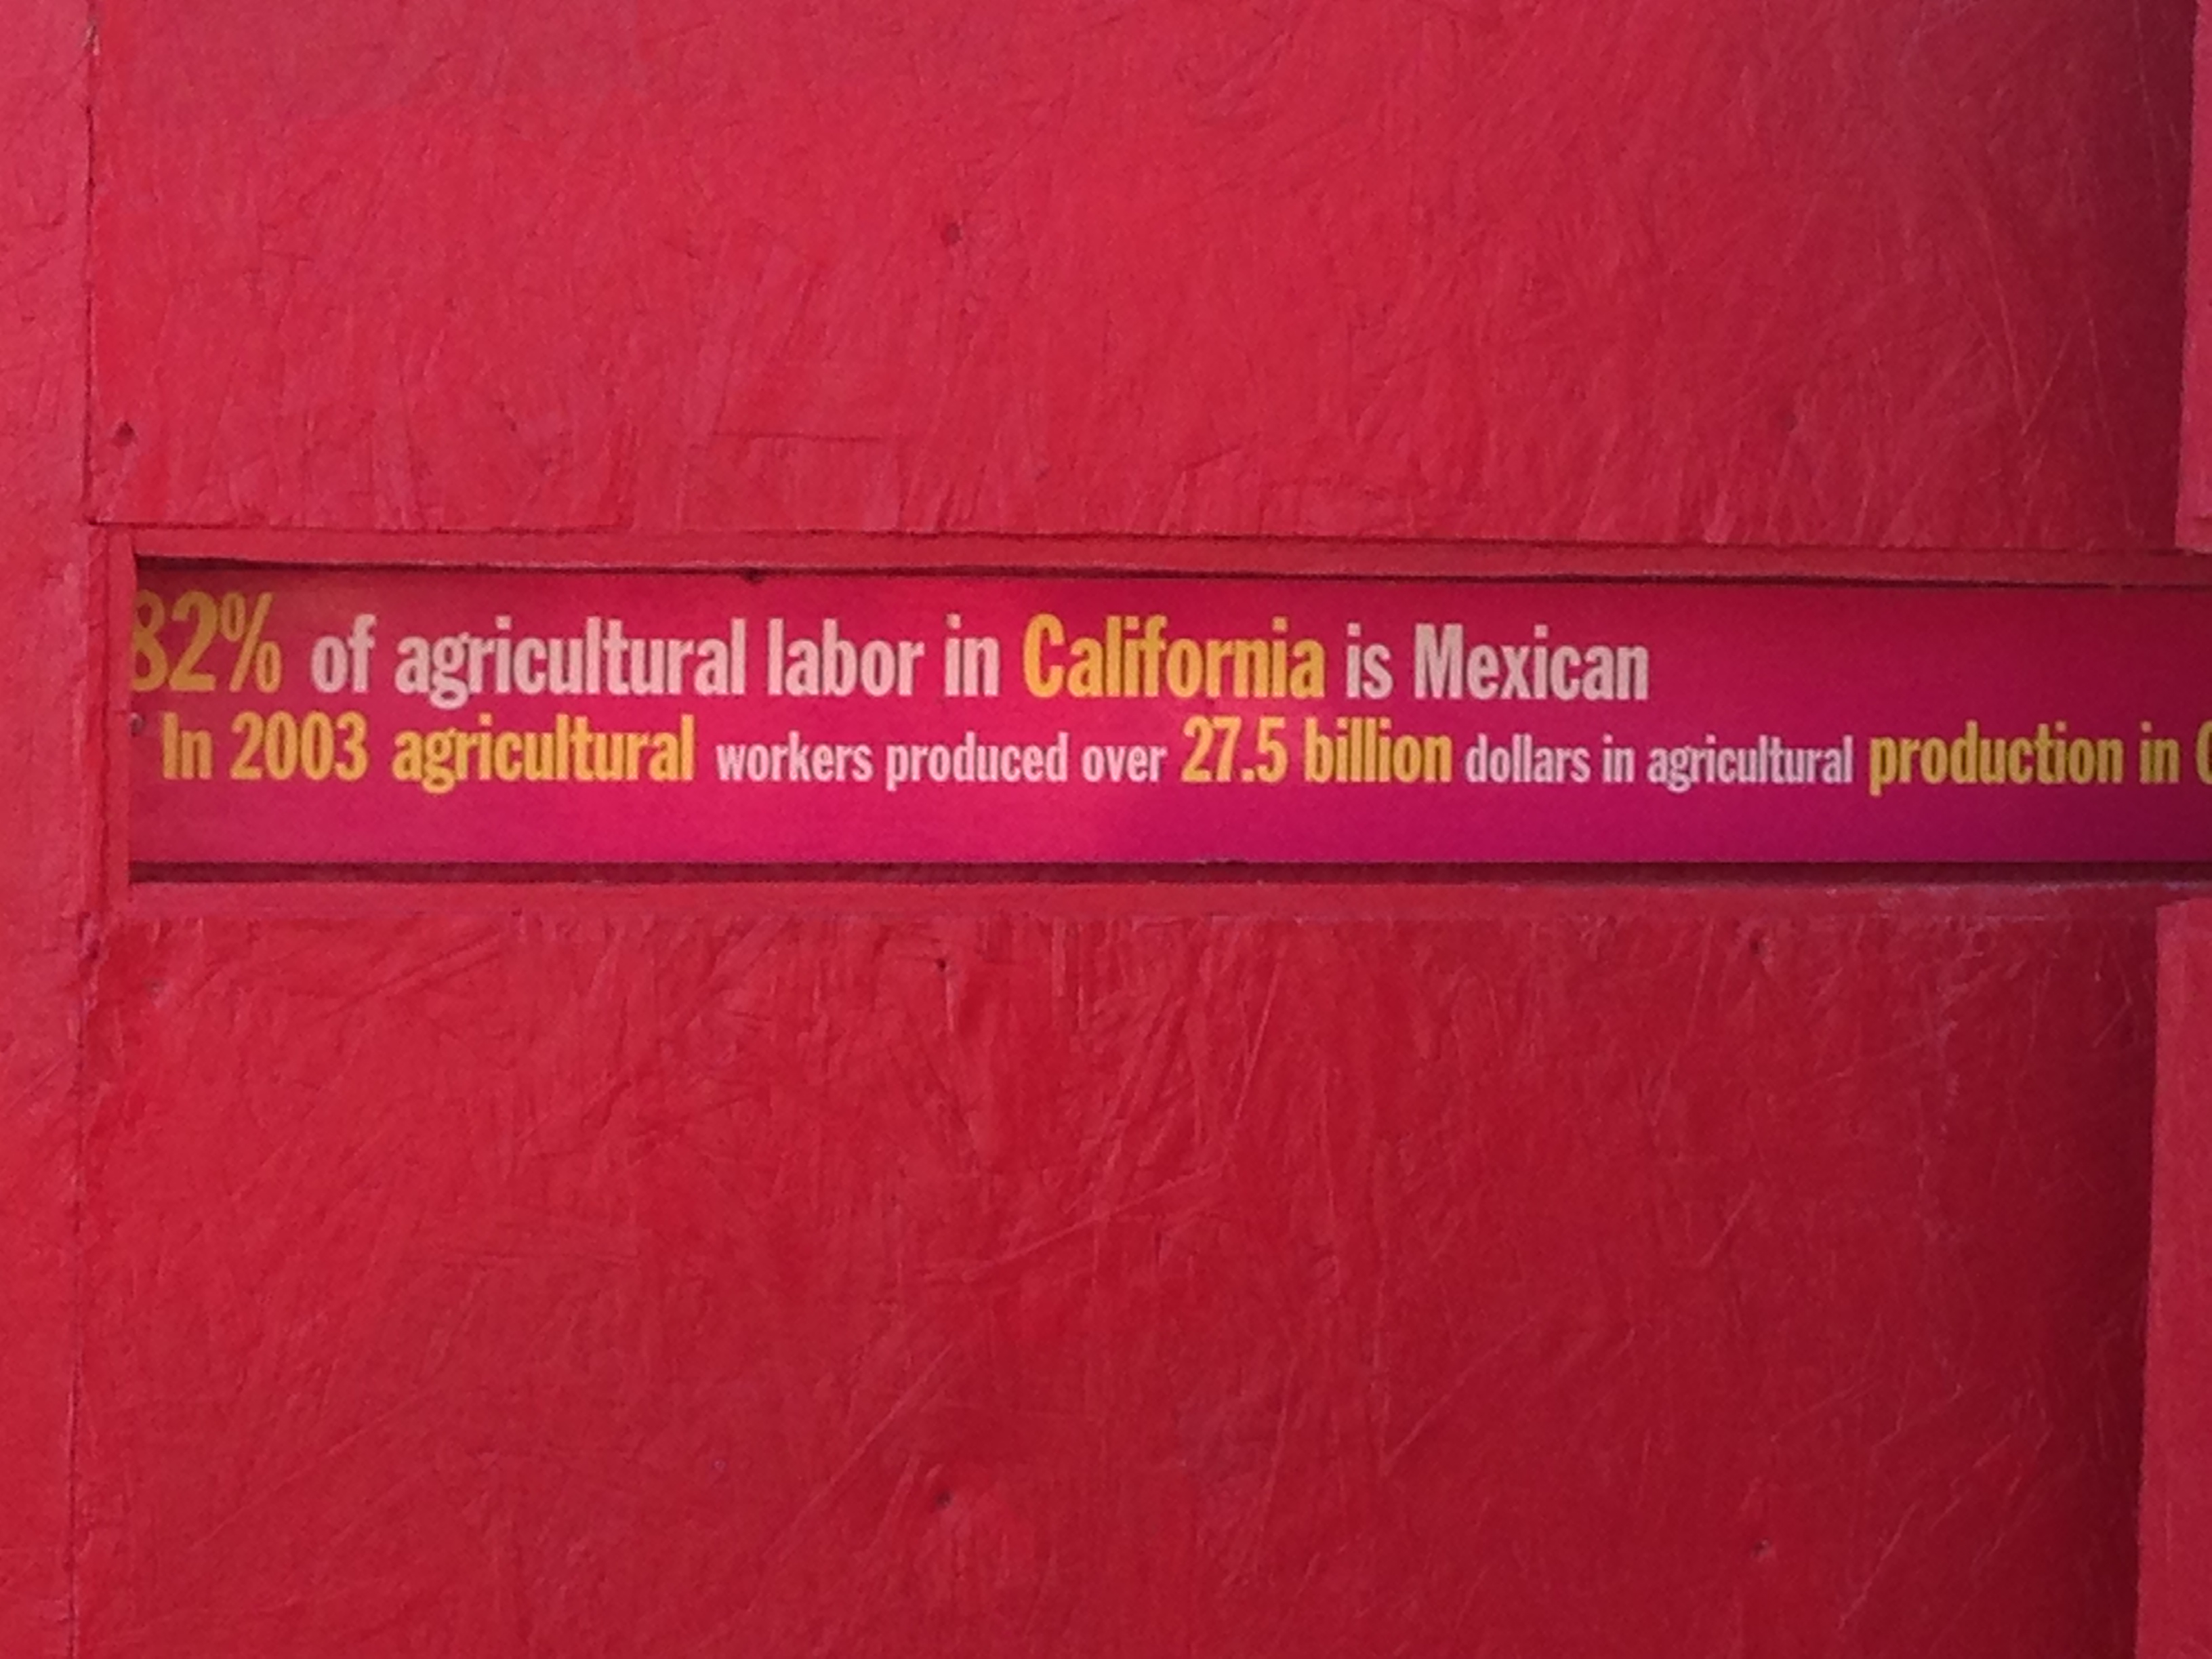 82% of agricultural labor in California is Mexican
In 2003 agricultural workers produced over 27.5 billion dollars in agricultural production in